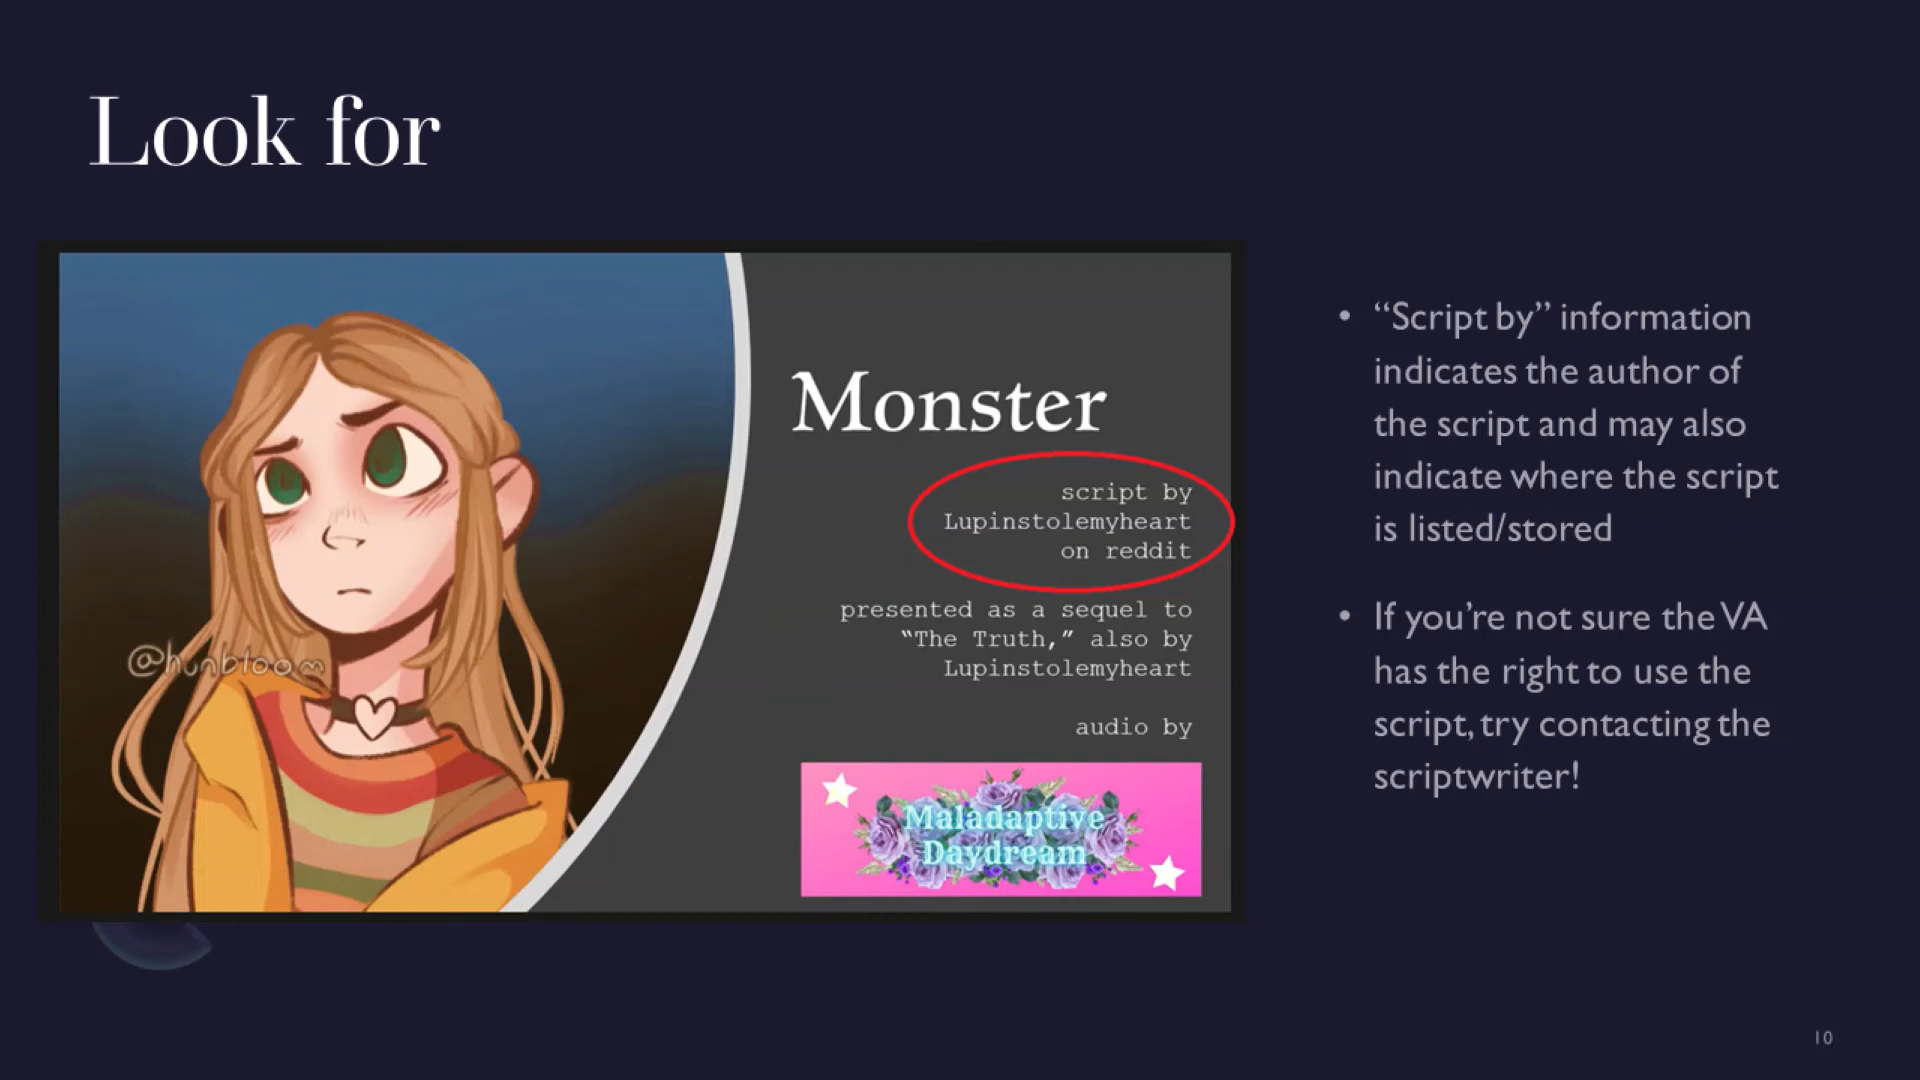 Look for
@hunbloom
Monster
script by
Lupinstolemyheart
on reddit
presented as a sequel to
“The Truth,” also by
Lupinstolemyheart
audio by
Maladaptive
Daydream
• “Script by” information
indicates the author of
the script and may also
indicate where the script
is listed/stored
• If you’re not sure the VA
has the right to use the
script, try contacting the
scriptwriter!
10